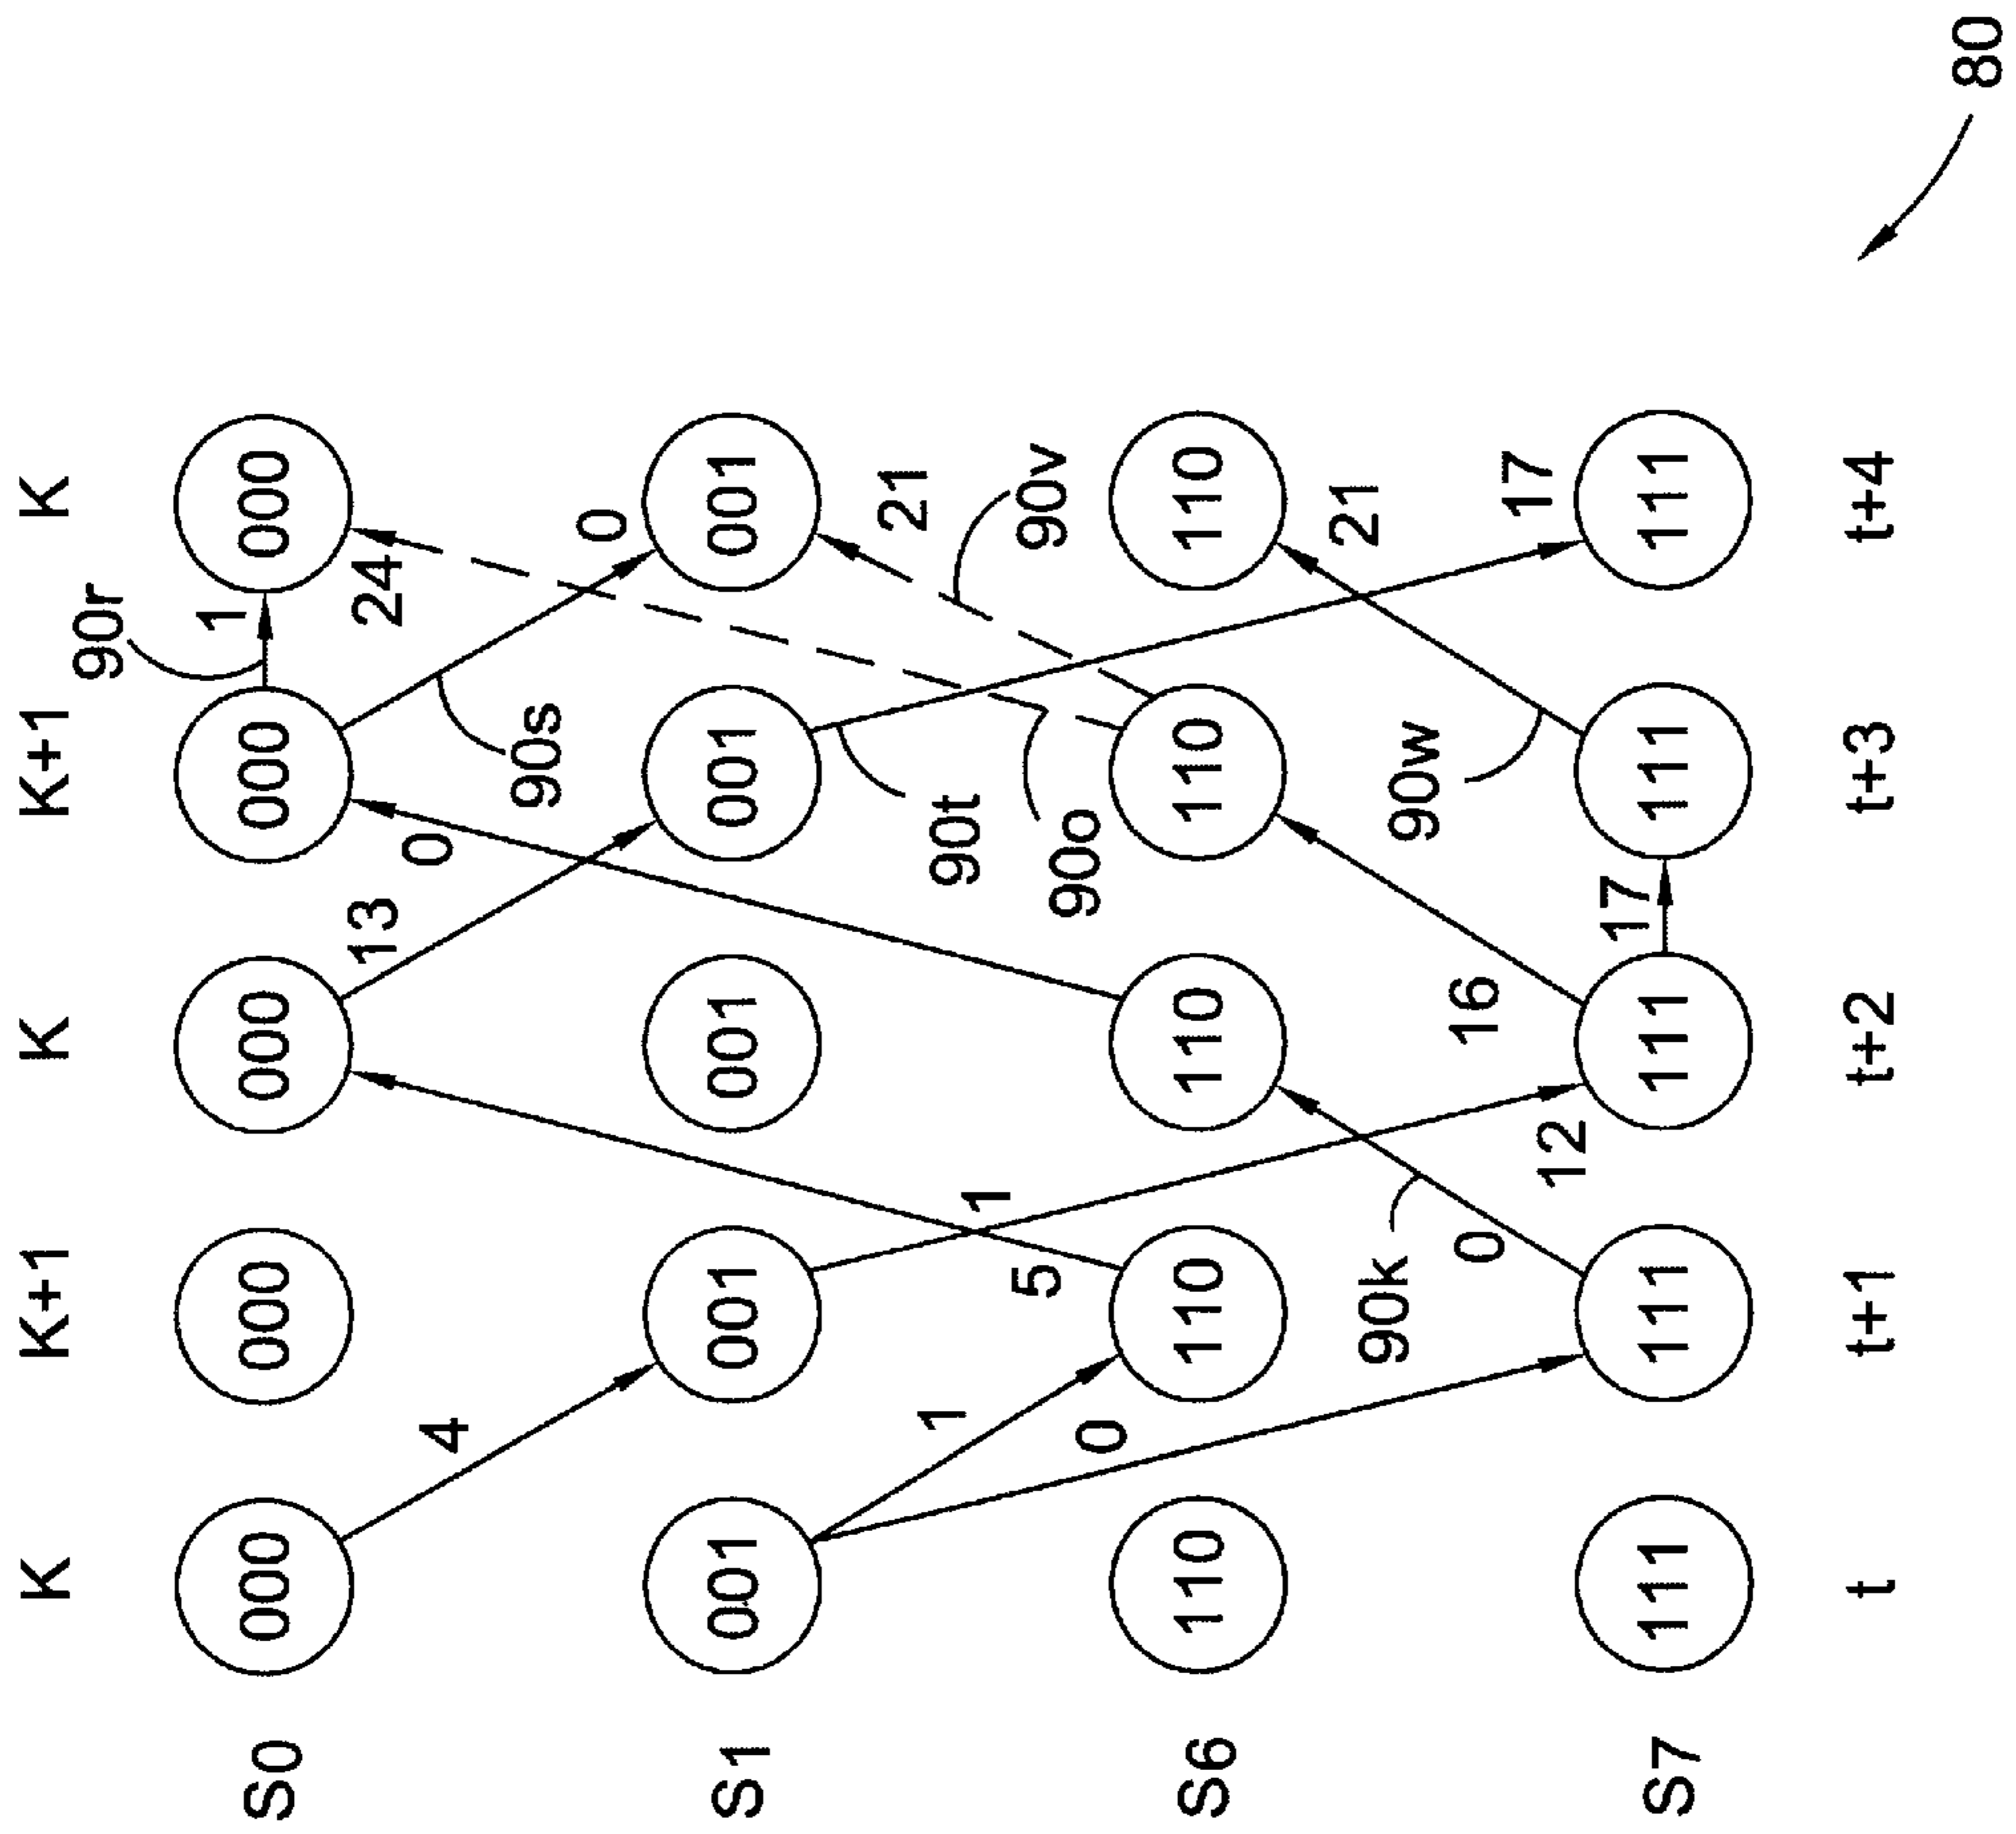 K K+1 K K+1 K
90r
1
S0 000 000 000 000 000
13 0 24
4
90s 0
S1 001 001 001 001 001
1 1 90t 21
5 90o 90v
0
S6 110 110 110 110 110
90k 0 16 90w 21
12 17 17
S7 111 111 111 111 111
t t+1 t+2 t+3 t+4
80